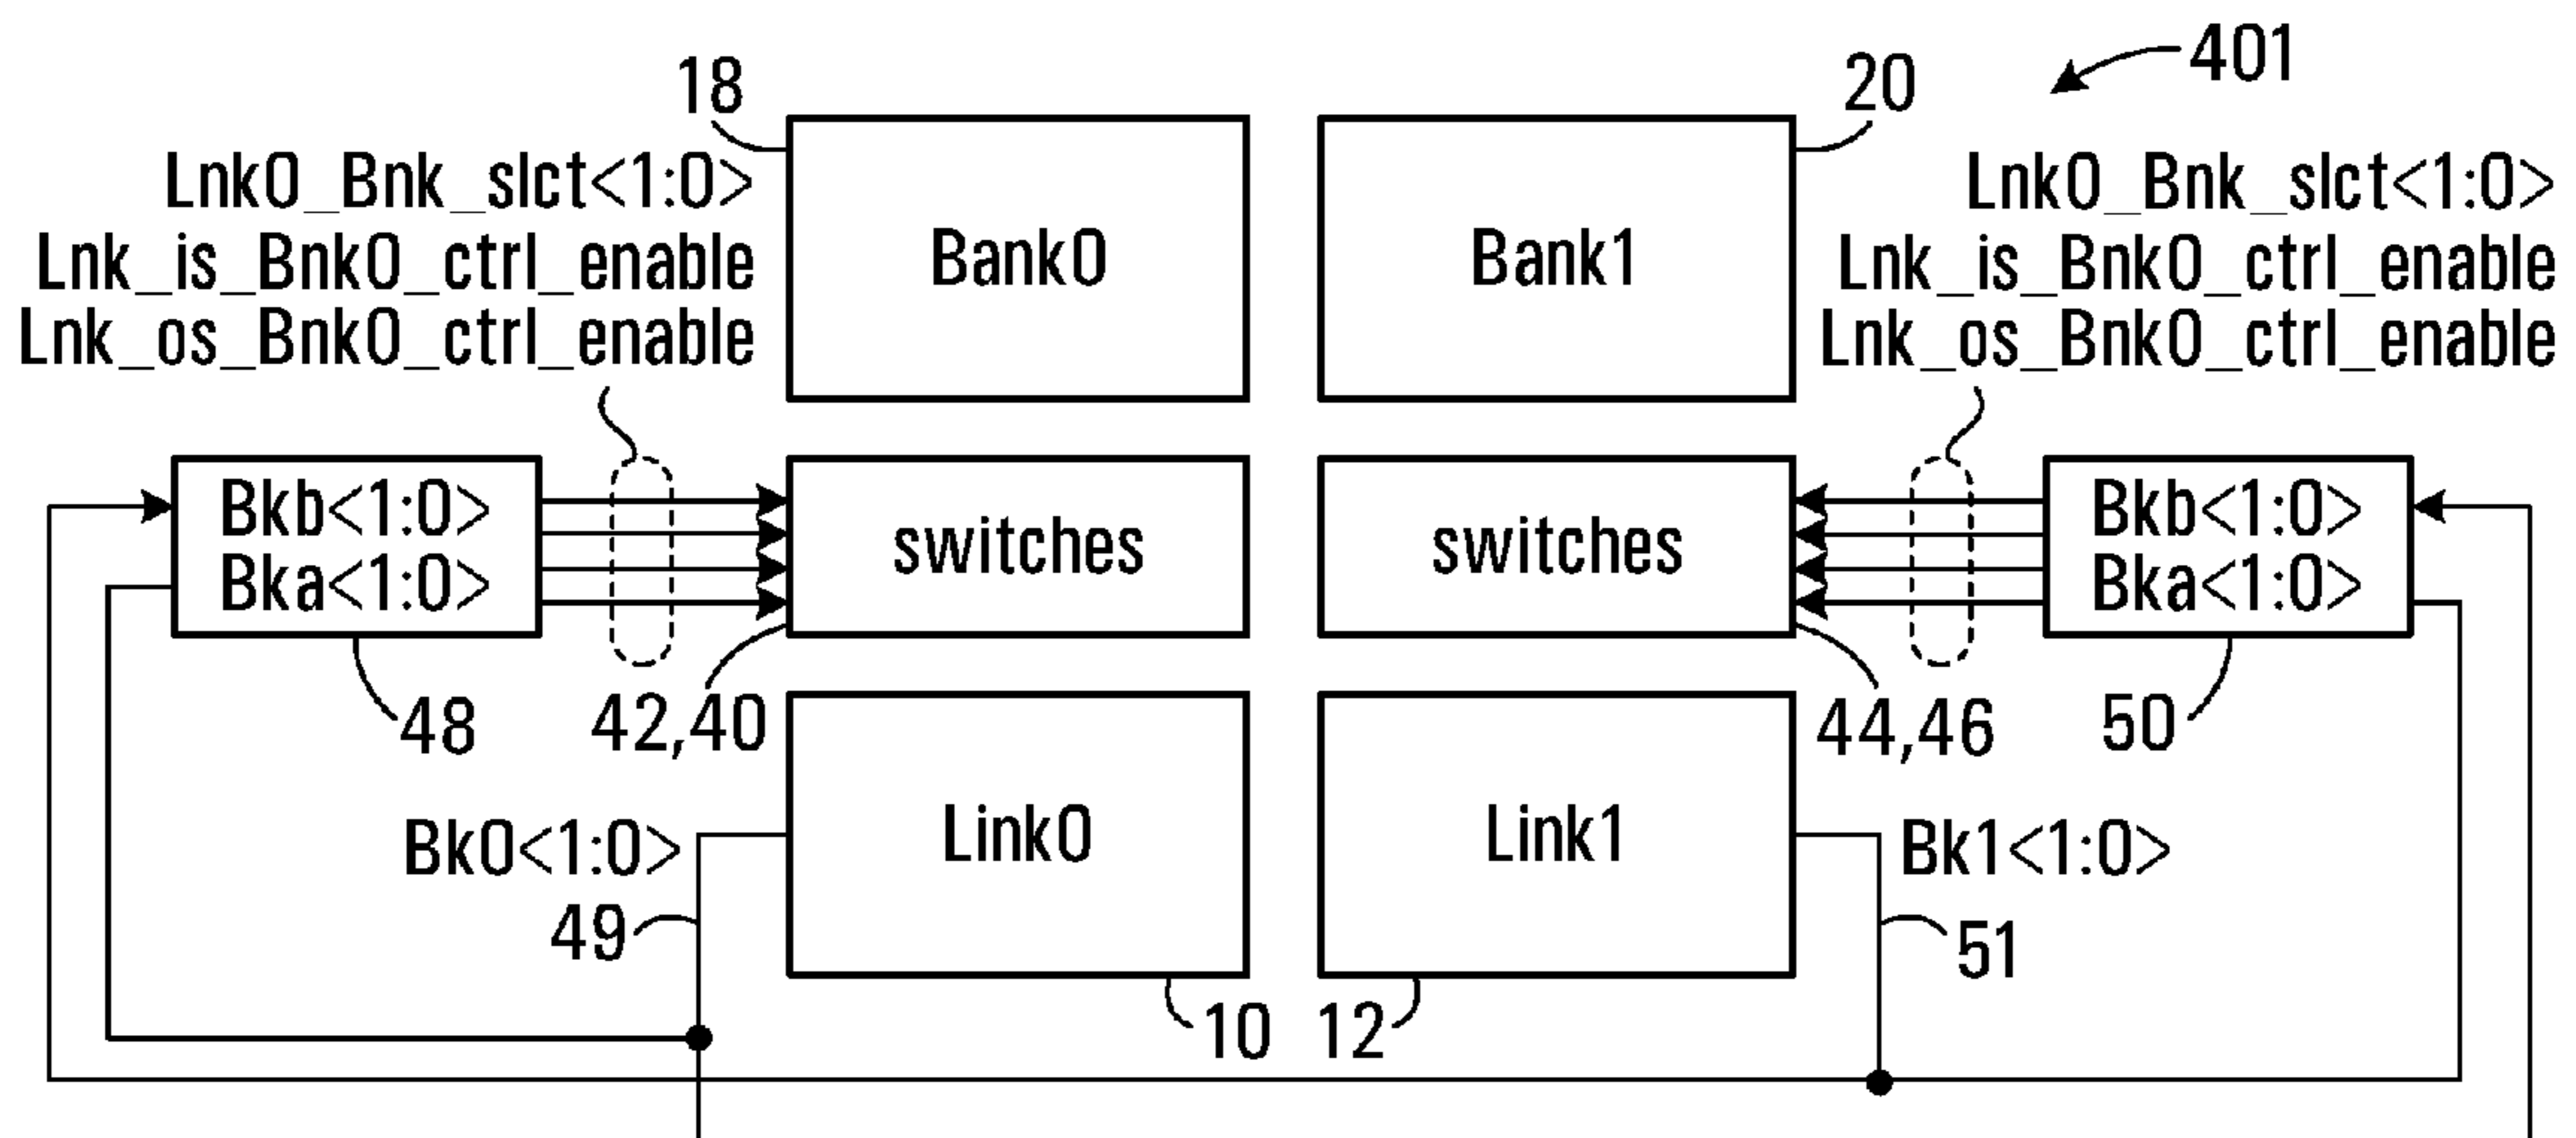 401
18
20
Lnk0_Bnk_slct<1:0>
Lnk_is_Bnk0_ctrl_enable
Lnk_os_Bnk0_ctrl_enable
Bank0
Bank1
Lnk0_Bnk_slct<1:0>
Lnk_is_Bnk0_ctrl_enable
Lnk_os_Bnk0_ctrl_enable
Bkb<1:0>
Bka<1:0>
switches
switches
Bkb<1:0>
Bka<1:0>
48
42,40
44,46
50
Bk0<1:0>
Link0
Link1
Bk1<1:0>
49
51
10
12